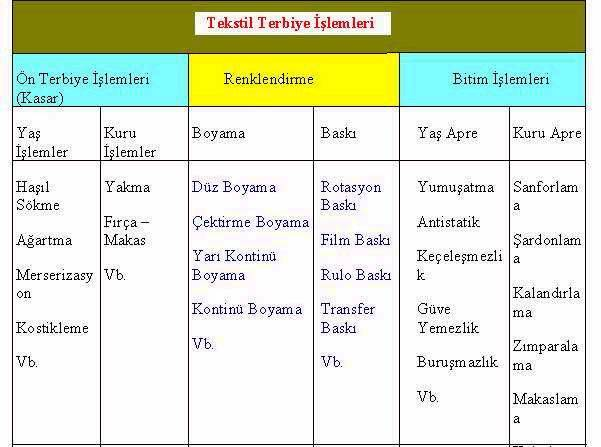 Tekstil Terbiye İşlemleri
Ön Terbiye İşlemleri
(Kasar)
Renklendirme
Bitim İşlemleri
Yaş
İşlemler
Kuru
İşlemler
Boyama
Baskı
Yaş Apre
Kuru Apre
Haşıl
Sökme
Ağartma
Merserizasy
on
Kostikleme
Vb.
Yakma
Fırça –
Makas
Vb.
Düz Boyama
Çektirme Boyama
Yarı Kontinü
Boyama
Kontinü Boyama
Vb.
Rotasyon
Baskı
Film Baskı
Rulo Baskı
Transfer
Baskı
Vb.
Yumuşatma
Antistatik
Keçeleşmezli
k
Güve
Yemezlik
Buruşmazlık
Vb.
Sanforlam
a
Şardonlam
a
Kalandırla
ma
Zımparala
ma
Makaslam
a